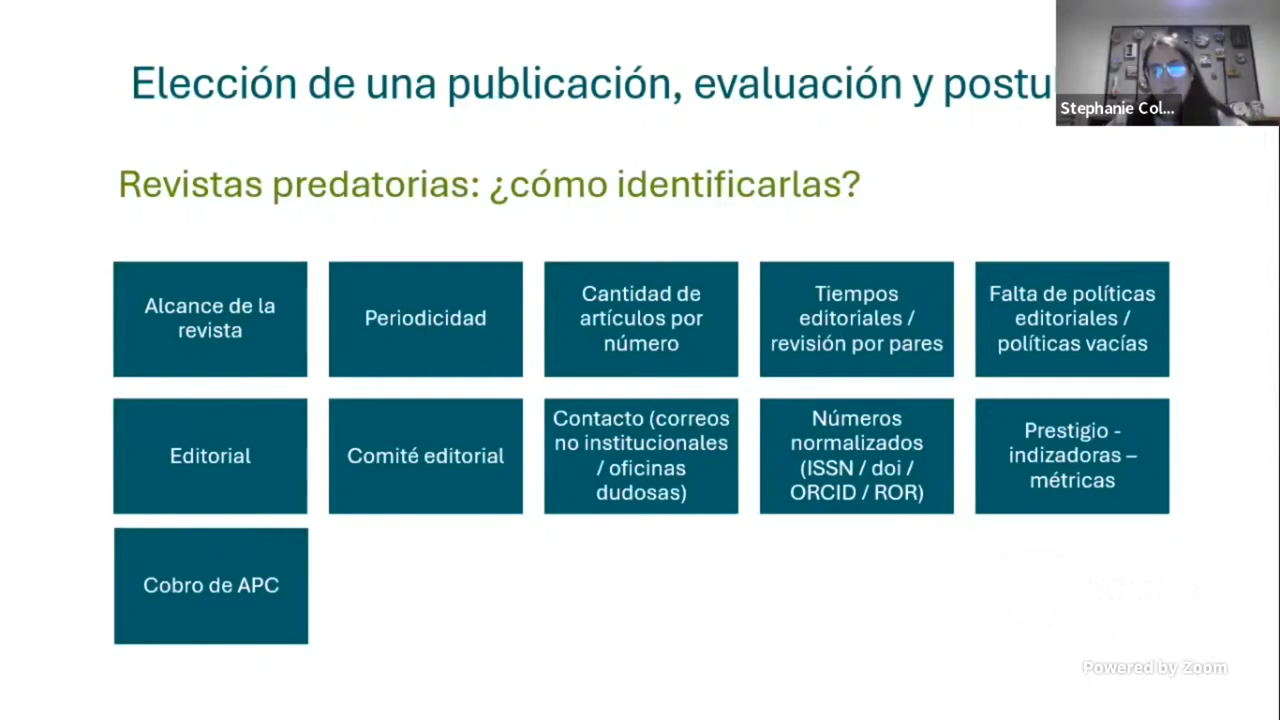 Elección de una publicación, evaluación y postu
Stephanie Col...
Revistas predatorias: ¿cómo identificarlas?
Alcance de la
revista
Periodicidad
Cantidad de
artículos por
número
Tiempos
editoriales /
revisión por pares
Falta de políticas
editoriales /
políticas vacías
Editorial
Comité editorial
Contacto (correos
no institucionales
/ oficinas
dudosas)
Números
normalizados
(ISSN / doi /
ORCID / ROR)
Prestigio -
indizadoras –
métricas
Cobro de APC
Powered by Zoom